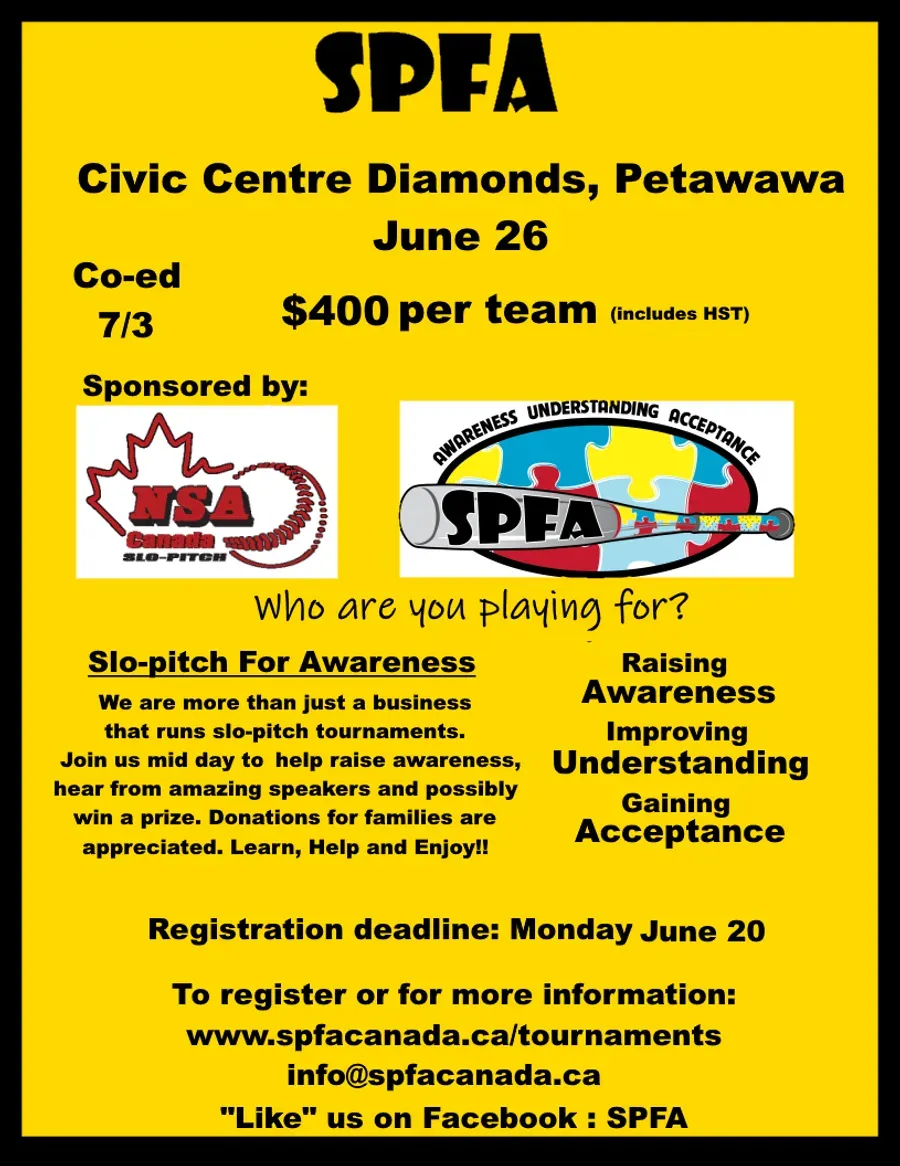 SPFA
Civic Centre Diamonds, Petawawa
June 26
Co-ed
7/3
$400 per team (includes HST)
Sponsored by:
NSA
Canada
SLO-PITCH
AWARENESS UNDERSTANDING ACCEPTANCE
SPFA
Who are you playing for?
Slo-pitch For Awareness
We are more than just a business
that runs slo-pitch tournaments.
Join us mid day to help raise awareness,
hear from amazing speakers and possibly
win a prize. Donations for families are
appreciated. Learn, Help and Enjoy!!
Raising
Awareness
Improving
Understanding
Gaining
Acceptance
Registration deadline: Monday June 20
To register or for more information:
www.spfacanada.ca/tournaments
info@spfacanada.ca
"Like" us on Facebook : SPFA